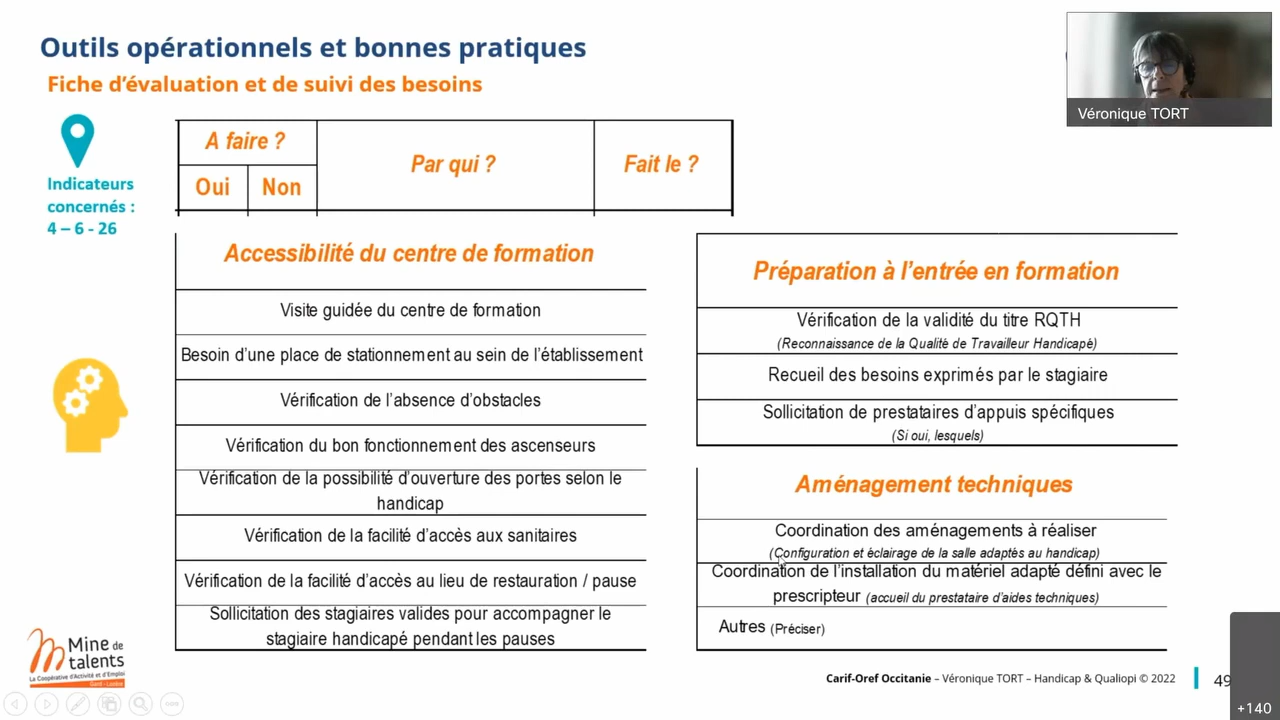 Outils opérationnels et bonnes pratiques
Fiche d'évaluation et de suivi des besoins
Véronique TORT
Indicateurs
concernés :
4 – 6 - 26
A faire ?
Oui
Non
Par qui ?
Fait le ?
Accessibilité du centre de formation
Visite guidée du centre de formation
Besoin d'une place de stationnement au sein de l'établissement
Vérification de l'absence d'obstacles
Vérification du bon fonctionnement des ascenseurs
Vérification de la possibilité d'ouverture des portes selon le
handicap
Vérification de la facilité d'accès aux sanitaires
Vérification de la facilité d'accès au lieu de restauration / pause
Sollicitation des stagiaires valides pour accompagner le
stagiaire handicapé pendant les pauses
Préparation à l'entrée en formation
Vérification de la validité du titre RQTH
(Reconnaissance de la Qualité de Travailleur Handicapé)
Recueil des besoins exprimés par le stagiaire
Sollicitation de prestataires d'appuis spécifiques
(Si oui, lesquels)
Aménagement techniques
Coordination des aménagements à réaliser
(Configuration et éclairage de la salle adaptés au handicap)
Coordination de l'installation du matériel adapté défini avec le
prescripteur (accueil du prestataire d'aides techniques)
Autres (Préciser)
Mine de
talents
La Coopérative d'Activité et d'Emploi
Gard - Lozère
Carif-Oref Occitanie – Véronique TORT – Handicap & Qualiopi © 2022
49
+140